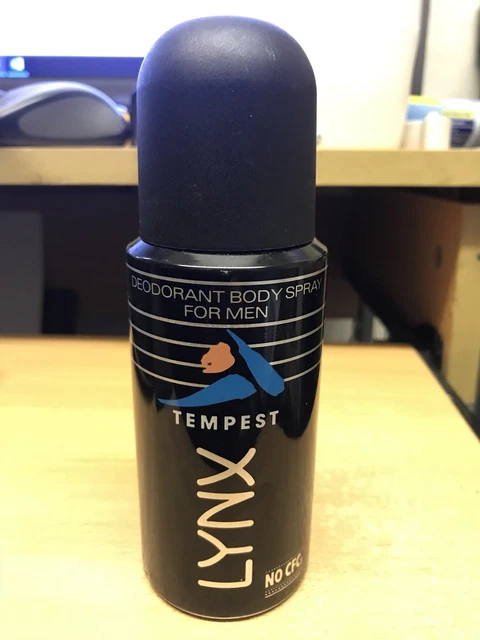 DEODORANT BODY SPRAY
FOR MEN
TEMPEST
LYNX
NO CFC